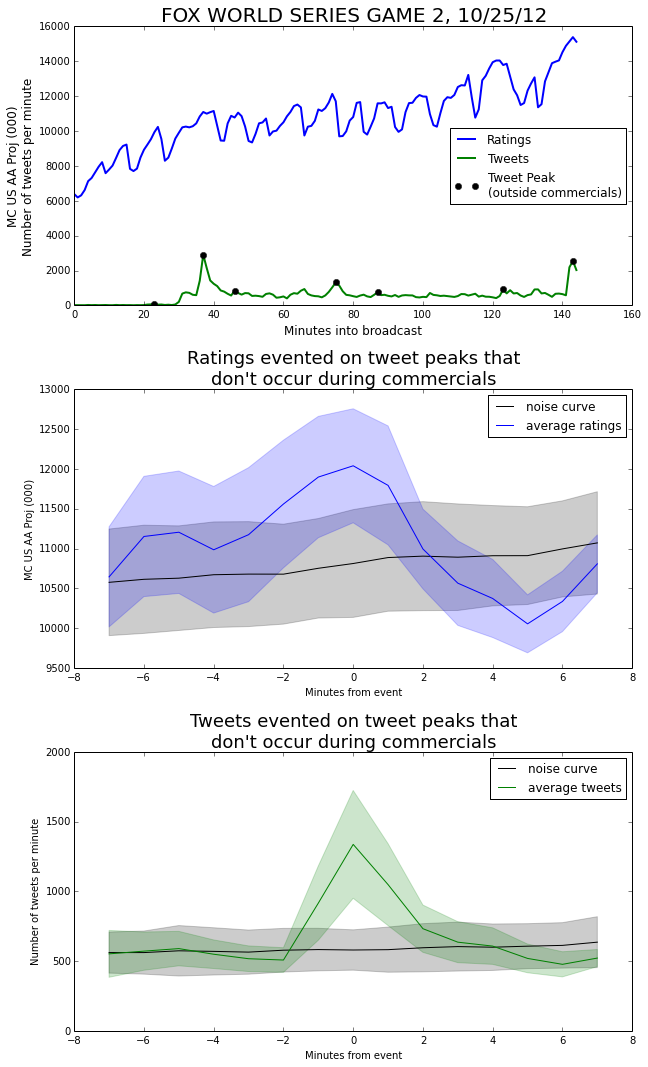 FOX WORLD SERIES GAME 2, 10/25/12
MC US AA Proj (000)
Number of tweets per minute
16000
14000
12000
10000
8000
6000
4000
2000
0
Ratings
Tweets
Tweet Peak
(outside commercials)
0 20 40 60 80 100 120 140 160
Minutes into broadcast
Ratings evented on tweet peaks that
don't occur during commercials
MC US AA Proj (000)
13000
12500
12000
11500
11000
10500
10000
9500
noise curve
average ratings
−8 −6 −4 −2 0 2 4 6 8
Minutes from event
Tweets evented on tweet peaks that
don't occur during commercials
Number of tweets per minute
2000
1500
1000
500
0
noise curve
average tweets
−8 −6 −4 −2 0 2 4 6 8
Minutes from event